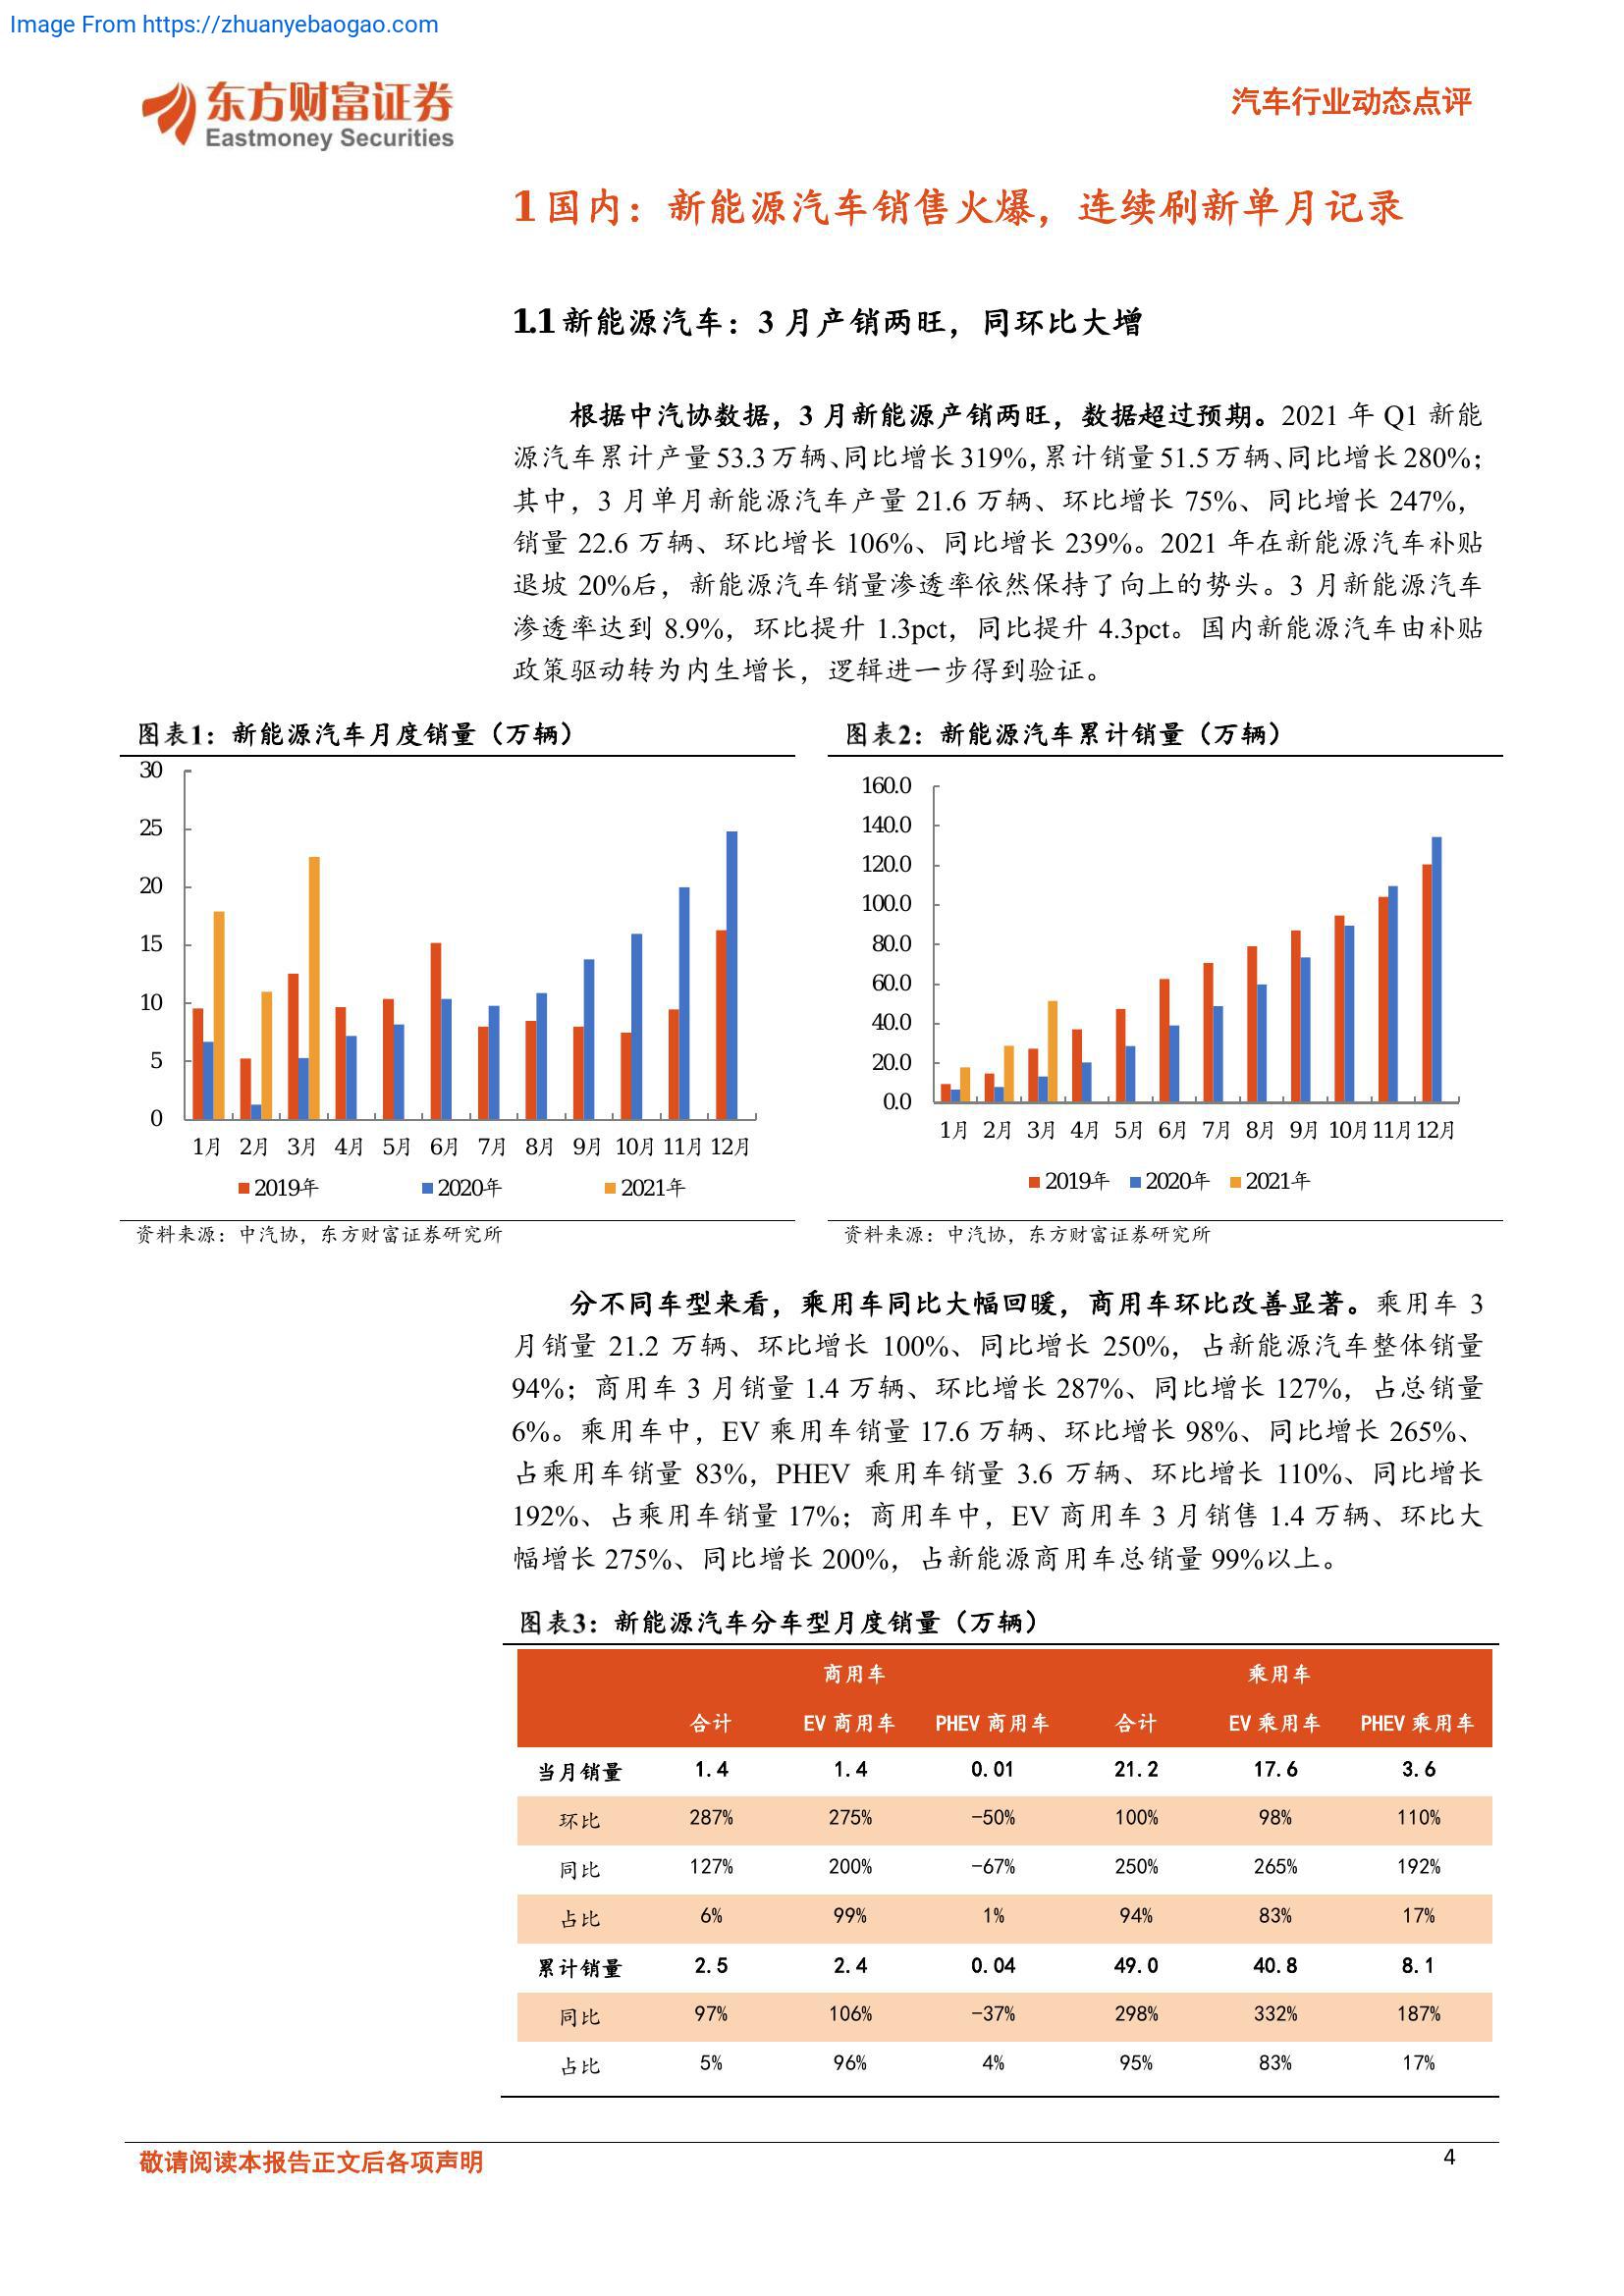 Image From https://zhuanyebaogao.com
东方财富证券
Eastmoney Securities
汽车行业动态点评
1 国内：新能源汽车销售火爆，连续刷新单月记录
1.1 新能源汽车：3 月产销两旺，同环比大增
根据中汽协数据，3 月新能源产销两旺，数据超过预期。2021 年 Q1 新能
源汽车累计产量 53.3 万辆、同比增长 319%，累计销量 51.5 万辆、同比增长 280%；
其中，3 月单月新能源汽车产量 21.6 万辆、环比增长 75%、同比增长 247%，
销量 22.6 万辆、环比增长 106%、同比增长 239%。2021 年在新能源汽车补贴
退坡 20%后，新能源汽车销量渗透率依然保持了向上的势头。3 月新能源汽车
渗透率达到 8.9%，环比提升 1.3pct，同比提升 4.3pct。国内新能源汽车由补贴
政策驱动转为内生增长，逻辑进一步得到验证。
图表1：新能源汽车月度销量（万辆）
30
25
20
15
10
5
0
1月 2月 3月 4月 5月 6月 7月 8月 9月 10月 11月 12月
2019年 2020年 2021年
资料来源：中汽协，东方财富证券研究所
图表2：新能源汽车累计销量（万辆）
160.0
140.0
120.0
100.0
80.0
60.0
40.0
20.0
0.0
1月 2月 3月 4月 5月 6月 7月 8月 9月 10月 11月 12月
2019年 2020年 2021年
资料来源：中汽协，东方财富证券研究所
分不同车型来看，乘用车同比大幅回暖，商用车环比改善显著。乘用车 3
月销量 21.2 万辆、环比增长 100%、同比增长 250%，占新能源汽车整体销量
94%；商用车 3 月销量 1.4 万辆、环比增长 287%、同比增长 127%，占总销量
6%。乘用车中，EV 乘用车销量 17.6 万辆、环比增长 98%、同比增长 265%、
占乘用车销量 83%，PHEV 乘用车销量 3.6 万辆、环比增长 110%、同比增长
192%、占乘用车销量 17%；商用车中，EV 商用车 3 月销售 1.4 万辆、环比大
幅增长 275%、同比增长 200%，占新能源商用车总销量 99%以上。
图表3：新能源汽车分车型月度销量（万辆）
商用车 乘用车
合计 EV 商用车 PHEV 商用车 合计 EV 乘用车 PHEV 乘用车
当月销量 1.4 1.4 0.01 21.2 17.6 3.6
环比 287% 275% -50% 100% 98% 110%
同比 127% 200% -67% 250% 265% 192%
占比 6% 99% 1% 94% 83% 17%
累计销量 2.5 2.4 0.04 49.0 40.8 8.1
同比 97% 106% -37% 298% 332% 187%
占比 5% 96% 4% 95% 83% 17%
敬请阅读本报告正文后各项声明
4